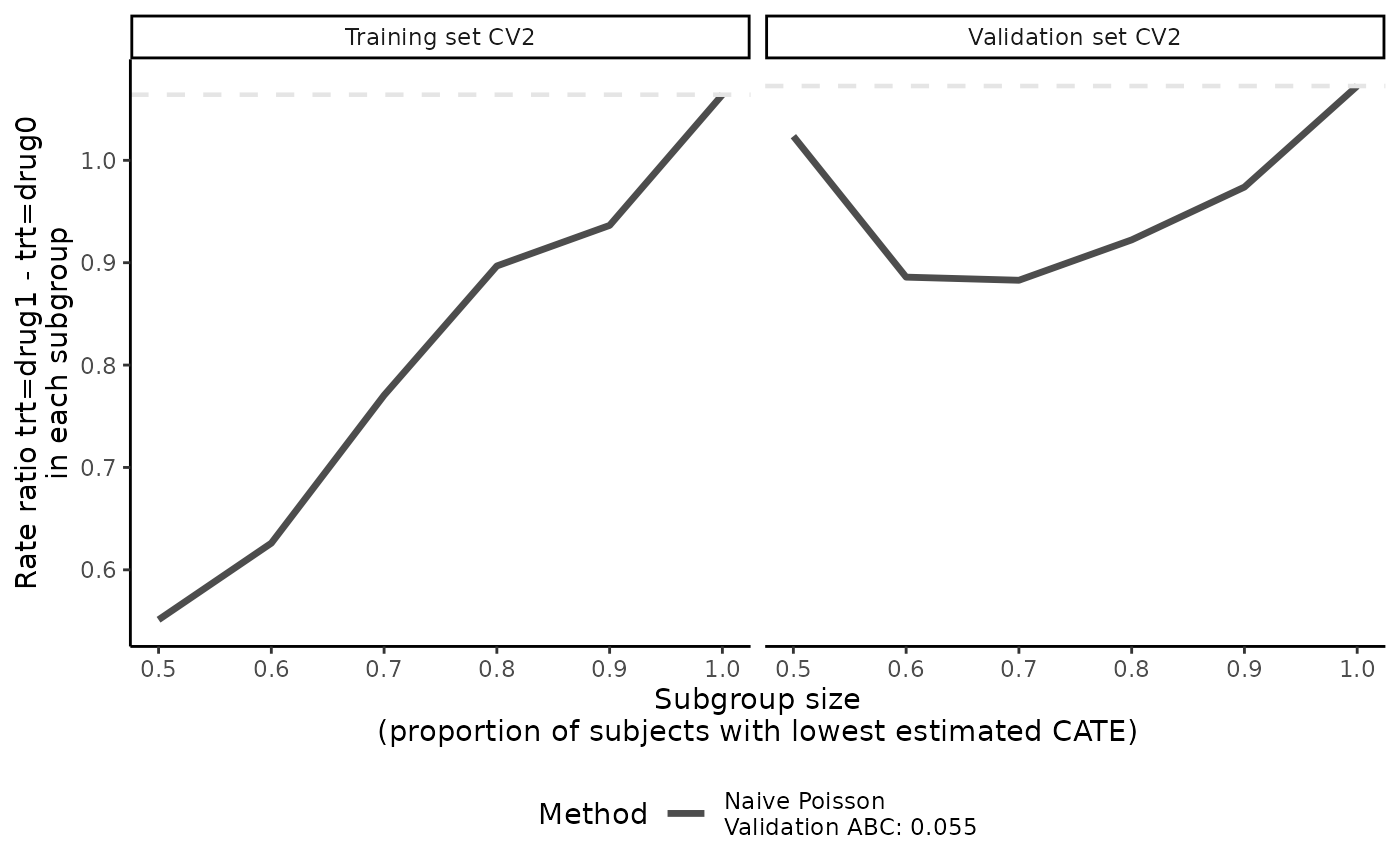 Training set CV2
Validation set CV2
Rate ratio trt=drug1 - trt=drug0
in each subgroup
1.0
0.9
0.8
0.7
0.6
0.5 0.6 0.7 0.8 0.9 1.0
0.5 0.6 0.7 0.8 0.9 1.0
Subgroup size
(proportion of subjects with lowest estimated CATE)
Method
Naive Poisson
Validation ABC: 0.055